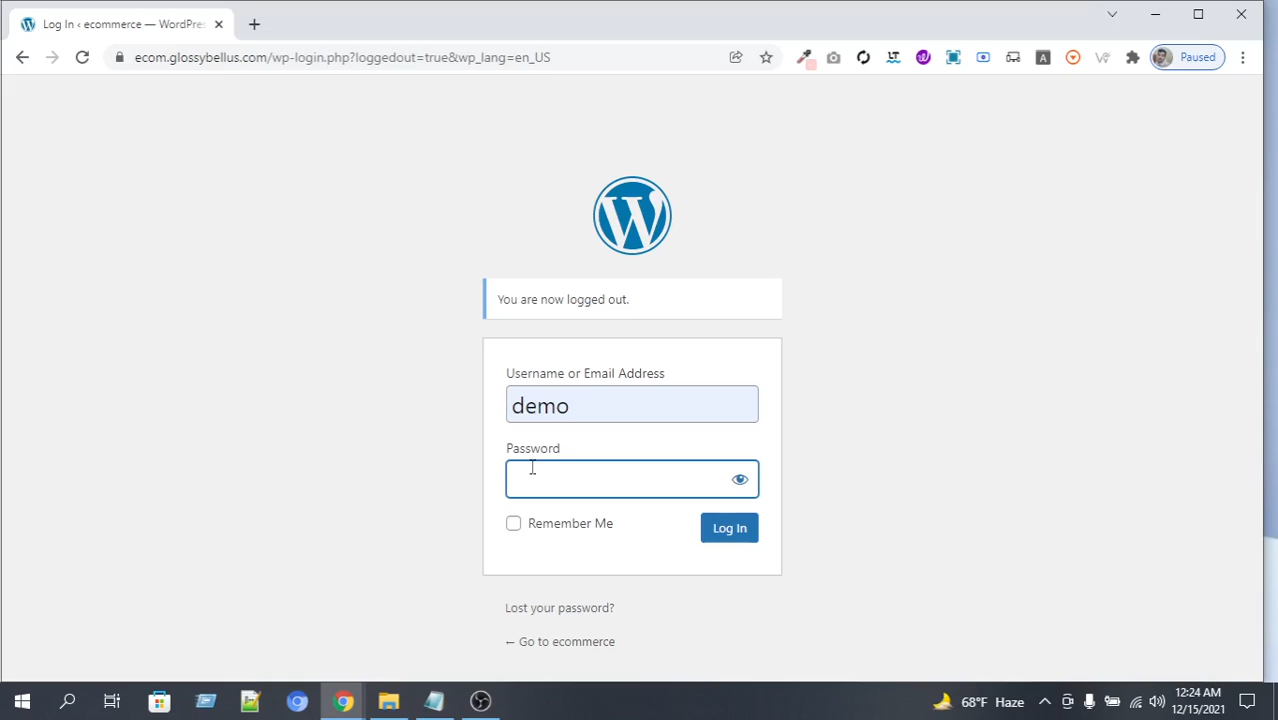 Log In ‹ ecommerce — WordPres
ecom.glossybellus.com/wp-login.php?loggedout=true&wp_lang=en_US
Paused
You are now logged out.
Username or Email Address
demo
Password
Remember Me
Log In
Lost your password?
← Go to ecommerce
68°F Haze
12:24 AM
12/15/2021